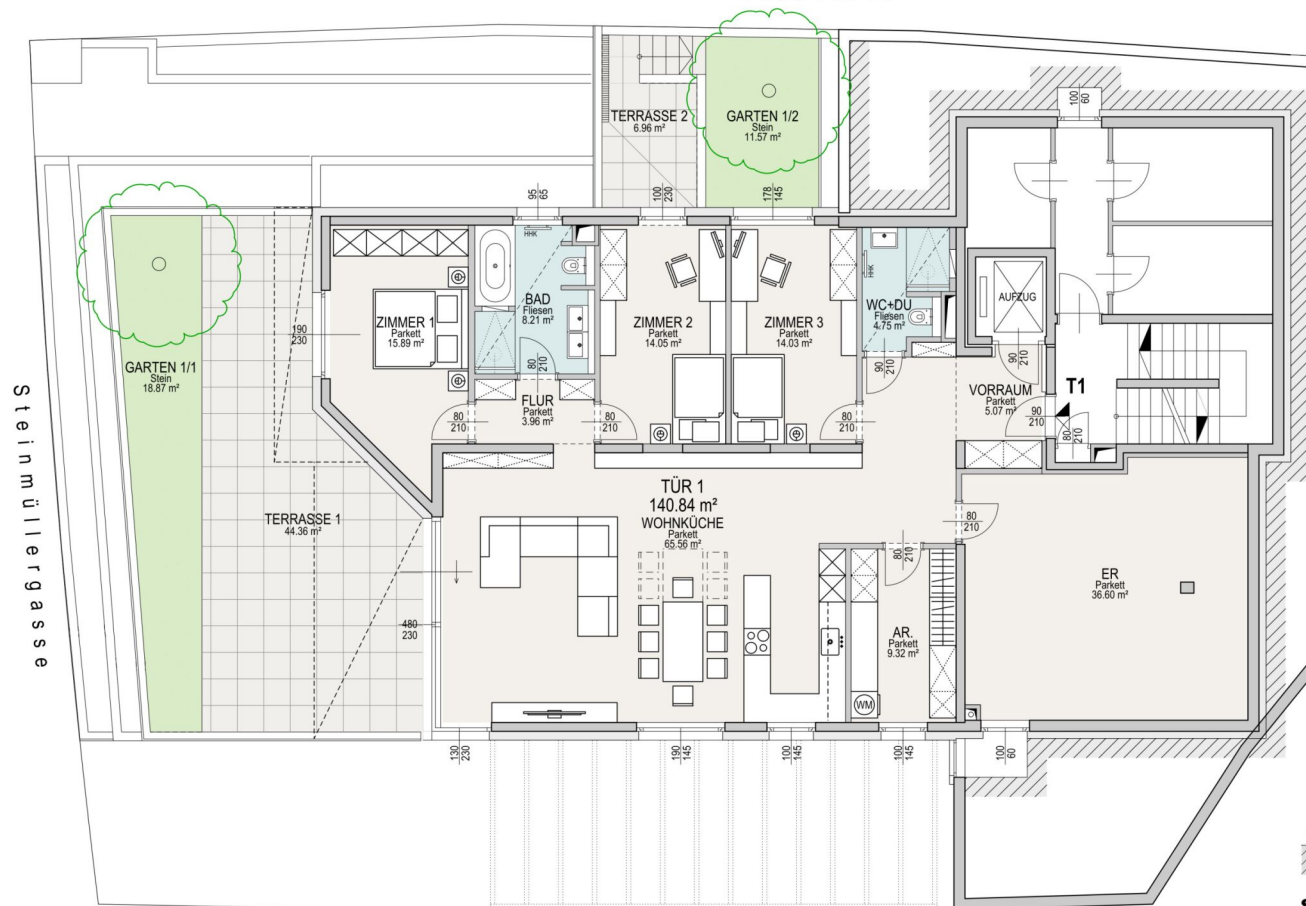 TERRASSE 2
6.96 m²
GARTEN 1/2
Stein
11.57 m²
100
60
95
65
100
230
178
145
HHK
HHK
BAD
Fliesen
8.21 m²
WC+DU
Fliesen
4.75 m²
AUFZUG
ZIMMER 1
Parkett
15.89 m²
ZIMMER 2
Parkett
14.05 m²
ZIMMER 3
Parkett
14.03 m²
190
230
GARTEN 1/1
Stein
18.87 m²
80
210
90
210
90
210
FLUR
Parkett
3.96 m²
VORRAUM
Parkett
5.07 m²
T1
80
210
80
210
80
210
90
210
80
210
Steinmüllergasse
TERRASSE 1
44.36 m²
TÜR 1
140.84 m²
WOHNKÜCHE
Parkett
65.56 m²
80
210
80
210
ER
Parkett
36.60 m²
480
230
AR.
Parkett
9.32 m²
WM
130
230
190
145
100
145
100
145
100
60